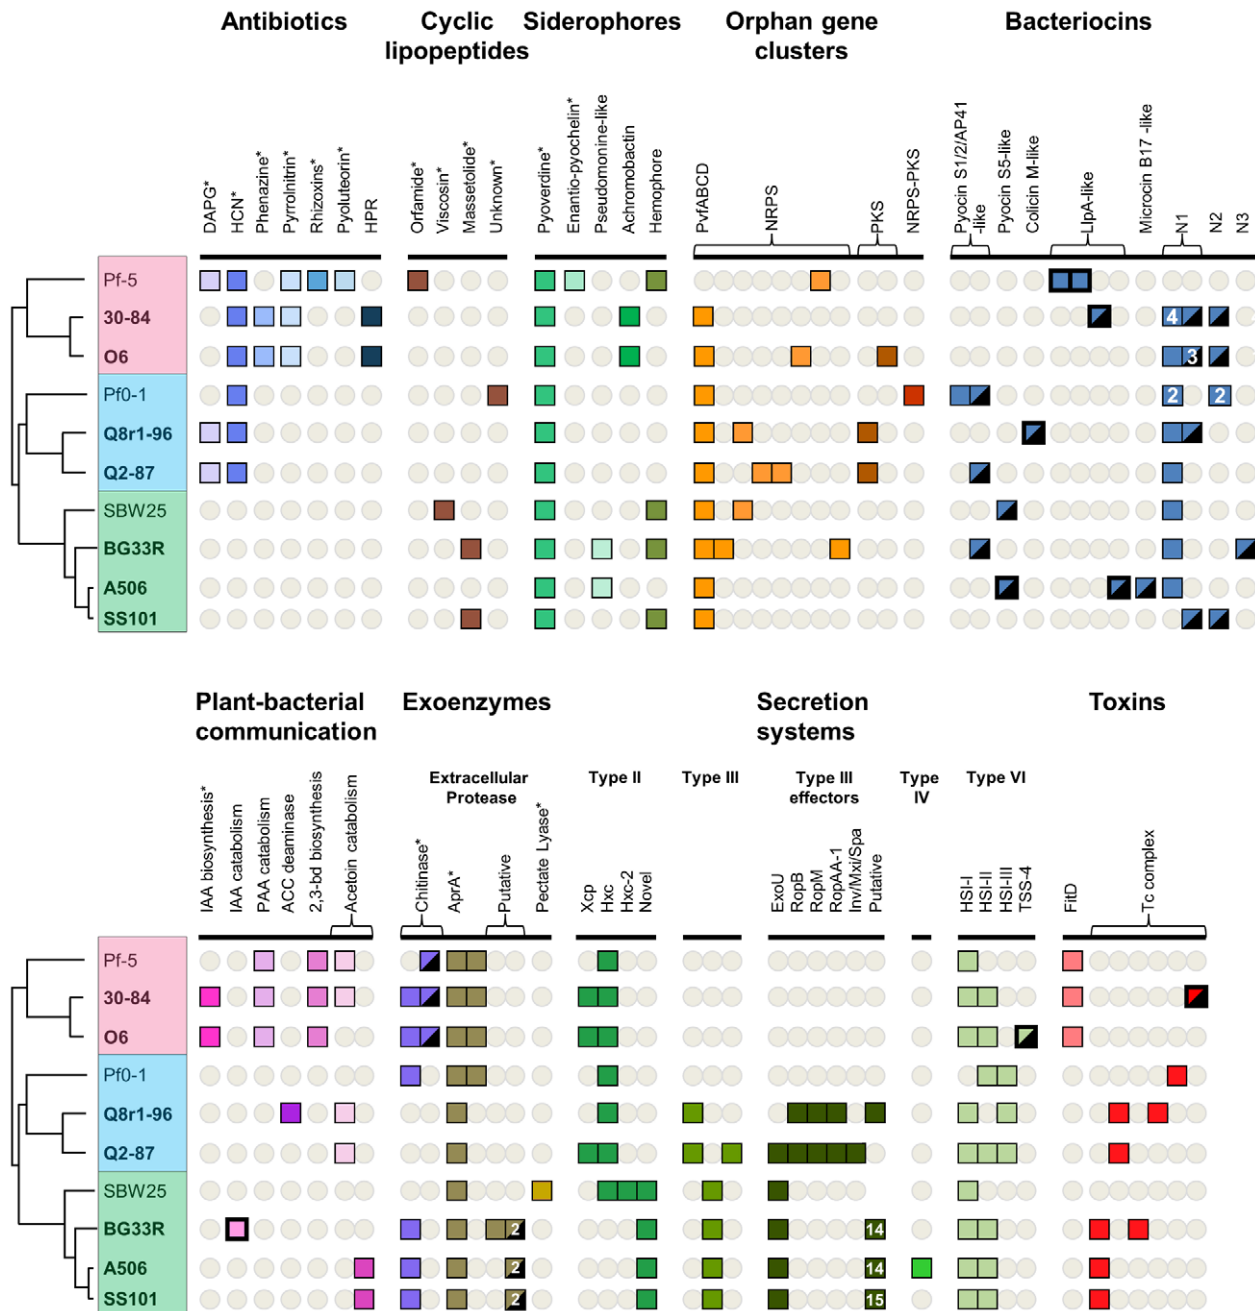 Antibiotics
Cyclic
lipopeptides
Siderophores
Orphan gene
clusters
Bacteriocins
DAPG*
HCN*
Phenazine*
Pyrrolnitrin*
Rhizoxins*
Pyoluteorin*
HPR
Orfamide*
Viscosin*
Massetolide*
Unknown*
Pyoverdine*
Enantio-pyochelin*
Pseudomonine-like
Achromobactin
Hemophore
PvfABCD
NRPS
PKS
NRPS-PKS
Pyocin S1/2/AP41
-like
Pyocin S5-like
Colicin M-like
LlpA-like
Microcin B17 -like
N1
N2
N3
Pf-5
30-84
4
O6
3
Pf0-1
2
2
Q8r1-96
Q2-87
SBW25
BG33R
A506
SS101
Plant-bacterial
communication
Exoenzymes
Secretion
systems
Toxins
Extracellular
Protease
Type II
Type III
Type III
effectors
Type
IV
Type VI
IAA biosynthesis*
IAA catabolism
PAA catabolism
ACC deaminase
2,3-bd biosynthesis
Acetoin catabolism
Chitinase*
AprA*
Putative
Pectate Lyase*
Xcp
Hxc
Hxc-2
Novel
ExoU
RopB
RopM
RopAA-1
Inv/Mxi/Spa
Putative
HSI-I
HSI-II
HSI-III
TSS-4
FitD
Tc complex
Pf-5
30-84
O6
Pf0-1
Q8r1-96
Q2-87
SBW25
BG33R
2
14
A506
2
14
SS101
2
15